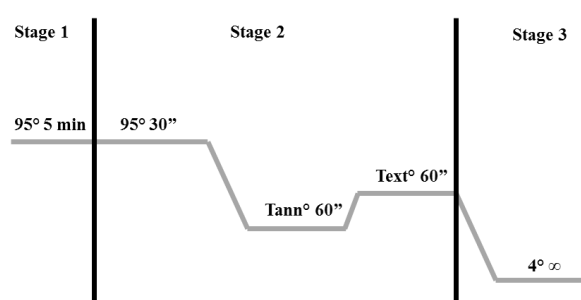 Stage 1
Stage 2
Stage 3
95° 5 min
95° 30”
Tann° 60”
Text° 60”
4° ∞